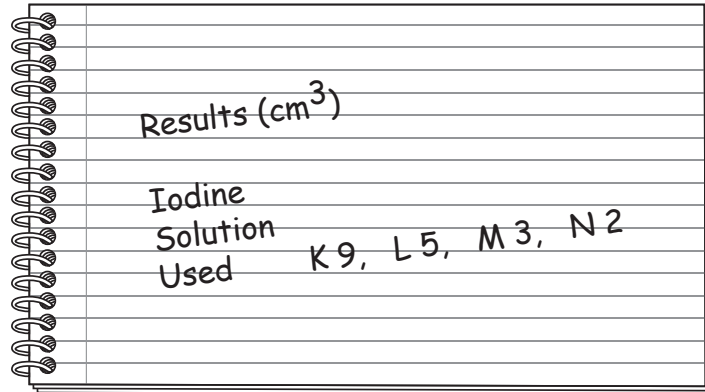 Results (cm³)
Iodine
Solution
Used K 9, L 5, M 3, N 2